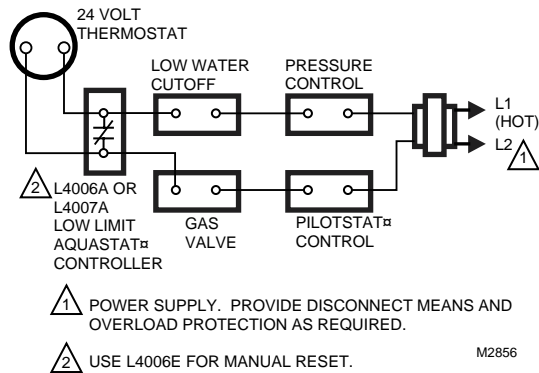 24 VOLT
THERMOSTAT
LOW WATER
CUTOFF
PRESSURE
CONTROL
L1
(HOT)
L2
1
2
L4006A OR
L4007A
LOW LIMIT
AQUASTAT¤
CONTROLLER
GAS
VALVE
PILOTSTAT¤
CONTROL
1 POWER SUPPLY. PROVIDE DISCONNECT MEANS AND
OVERLOAD PROTECTION AS REQUIRED.
2 USE L4006E FOR MANUAL RESET.
M2856